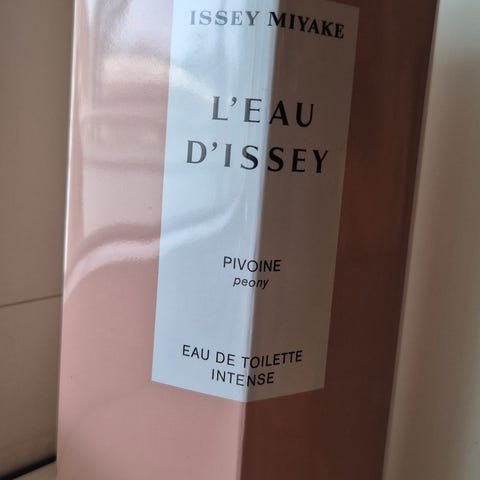 ISSEY MIYAKE
L'EAU
D'ISSEY
PIVOINE
peony
EAU DE TOILETTE
INTENSE